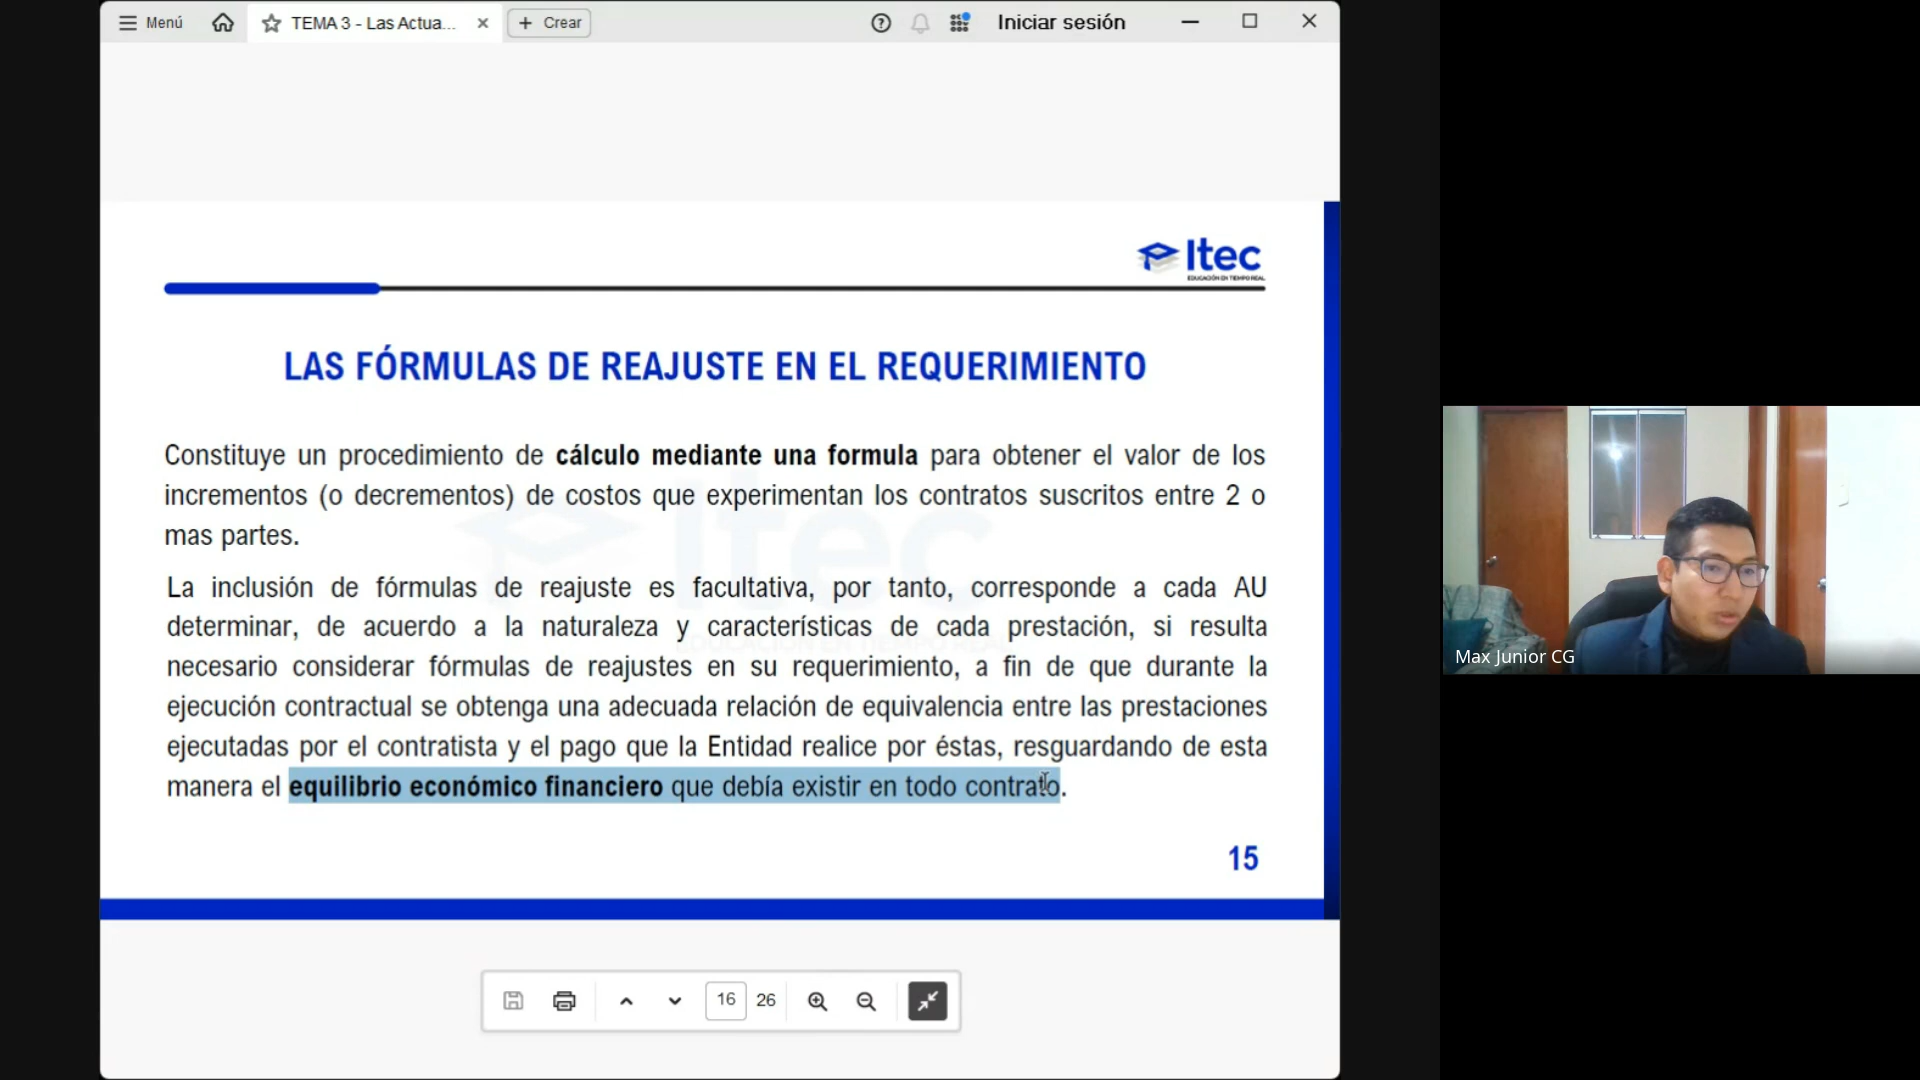 Menú
TEMA 3 - Las Actua...
Crear
Iniciar sesión
Itec
EDUCACIÓN EN TIEMPO REAL
LAS FÓRMULAS DE REAJUSTE EN EL REQUERIMIENTO
Constituye un procedimiento de cálculo mediante una formula para obtener el valor de los
incrementos (o decrementos) de costos que experimentan los contratos suscritos entre 2 o
mas partes.
La inclusión de fórmulas de reajuste es facultativa, por tanto, corresponde a cada AU
determinar, de acuerdo a la naturaleza y características de cada prestación, si resulta
necesario considerar fórmulas de reajustes en su requerimiento, a fin de que durante la
ejecución contractual se obtenga una adecuada relación de equivalencia entre las prestaciones
ejecutadas por el contratista y el pago que la Entidad realice por éstas, resguardando de esta
manera el equilibrio económico financiero que debía existir en todo contrato.
15
16 26
Max Junior CG